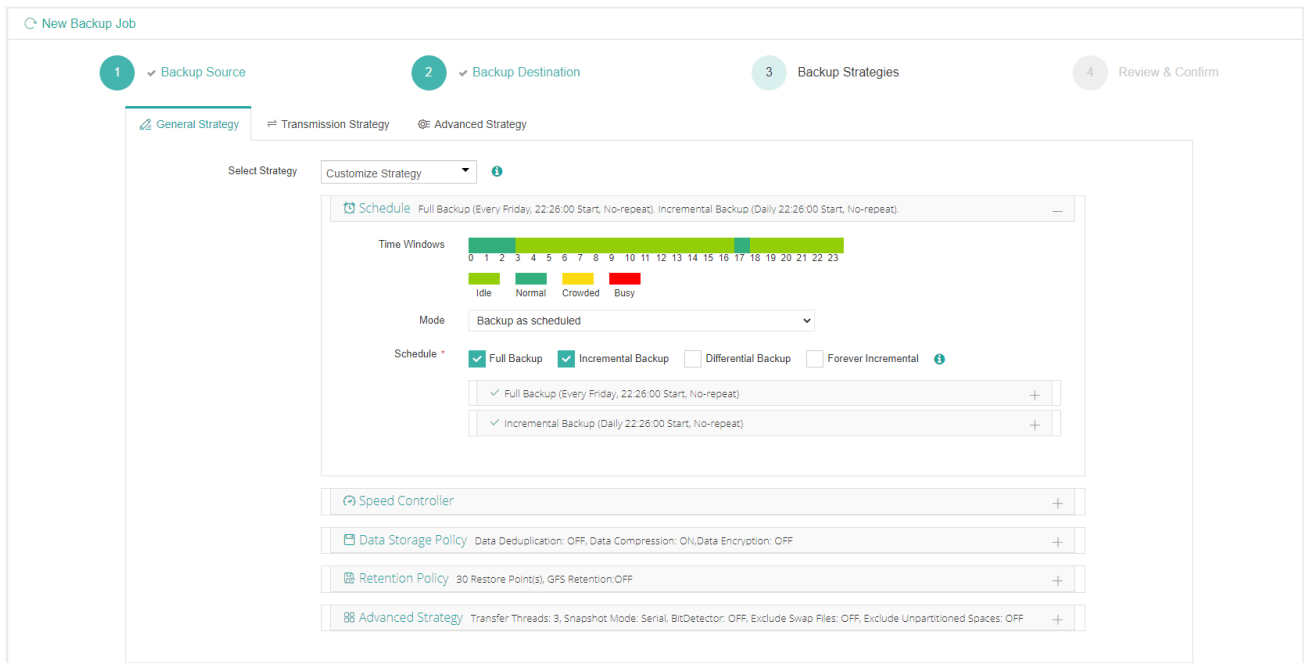 New Backup Job
1 Backup Source 2 Backup Destination 3 Backup Strategies 4 Review & Confirm
General Strategy Transmission Strategy Advanced Strategy
Select Strategy Customize Strategy
Schedule Full Backup (Every Friday, 22:26:00 Start, No-repeat). Incremental Backup (Daily 22:26:00 Start, No-repeat).
Time Windows
0 1 2 3 4 5 6 7 8 9 10 11 12 13 14 15 16 17 18 19 20 21 22 23
Idle Normal Crowded Busy
Mode Backup as scheduled
Schedule * Full Backup Incremental Backup Differential Backup Forever Incremental
Full Backup (Every Friday, 22:26:00 Start, No-repeat)
Incremental Backup (Daily 22:26:00 Start, No-repeat)
Speed Controller
Data Storage Policy Data Deduplication: OFF, Data Compression: ON,Data Encryption: OFF
Retention Policy 30 Restore Point(s), GFS Retention:OFF
Advanced Strategy Transfer Threads: 3, Snapshot Mode: Serial, BitDetector: OFF, Exclude Swap Files: OFF, Exclude Unpartitioned Spaces: OFF